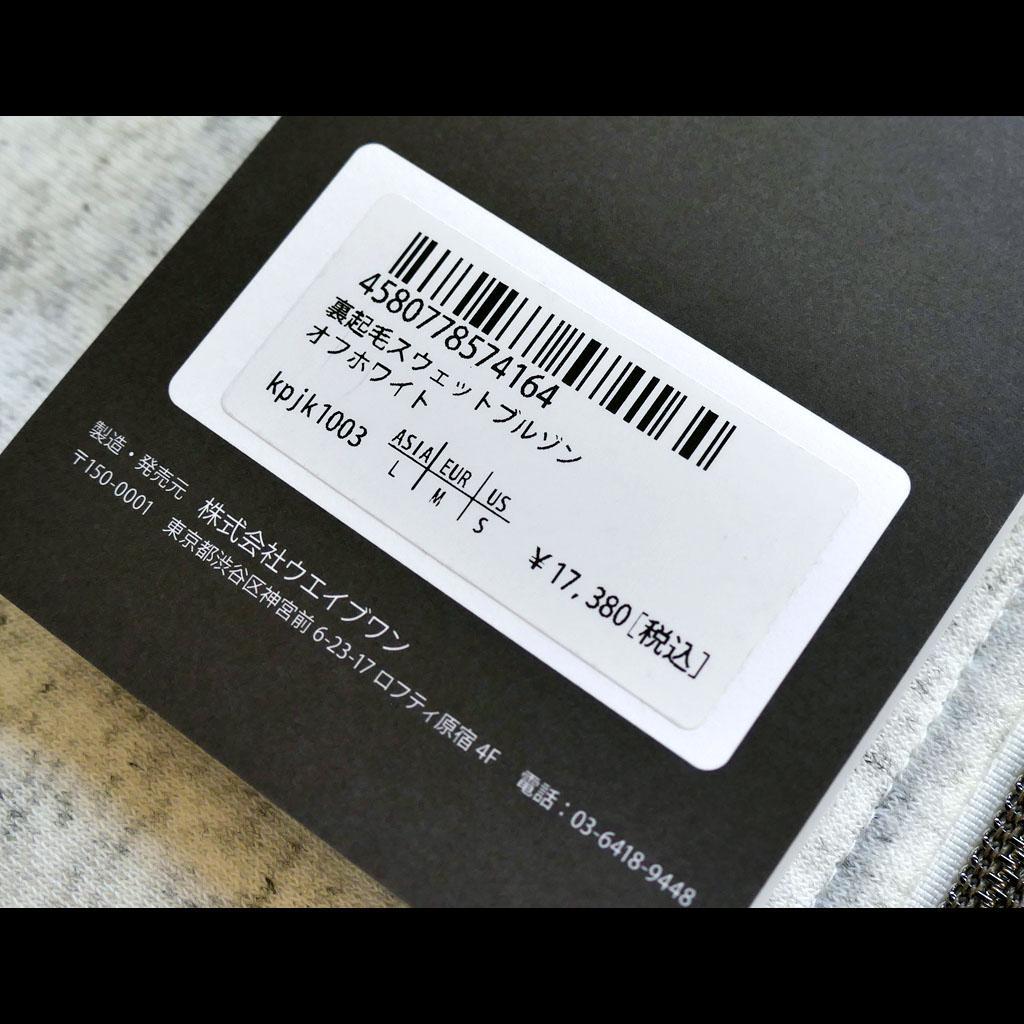 4580778574164
裏起毛スウェットブルゾン
オフホワイト
kpjk1003
ASIA EUR US
L M S
￥17,380[税込]
製造・発売元 株式会社ウエイブワン
〒150-0001 東京都渋谷区神宮前 6-23-17 ロフティ原宿 4F 電話：03-6418-9448